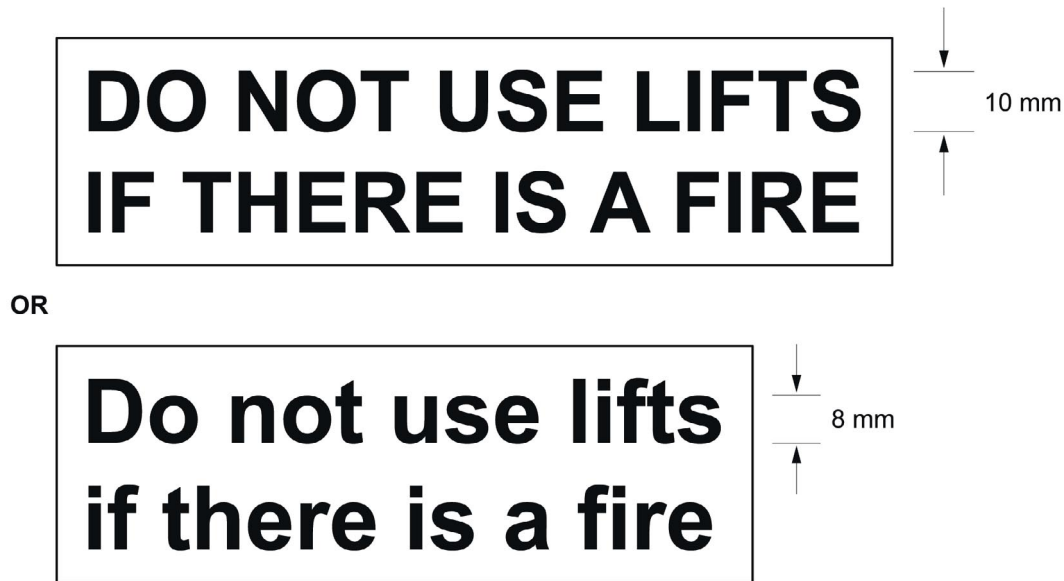 DO NOT USE LIFTS
IF THERE IS A FIRE
10 mm
OR
Do not use lifts
if there is a fire
8 mm